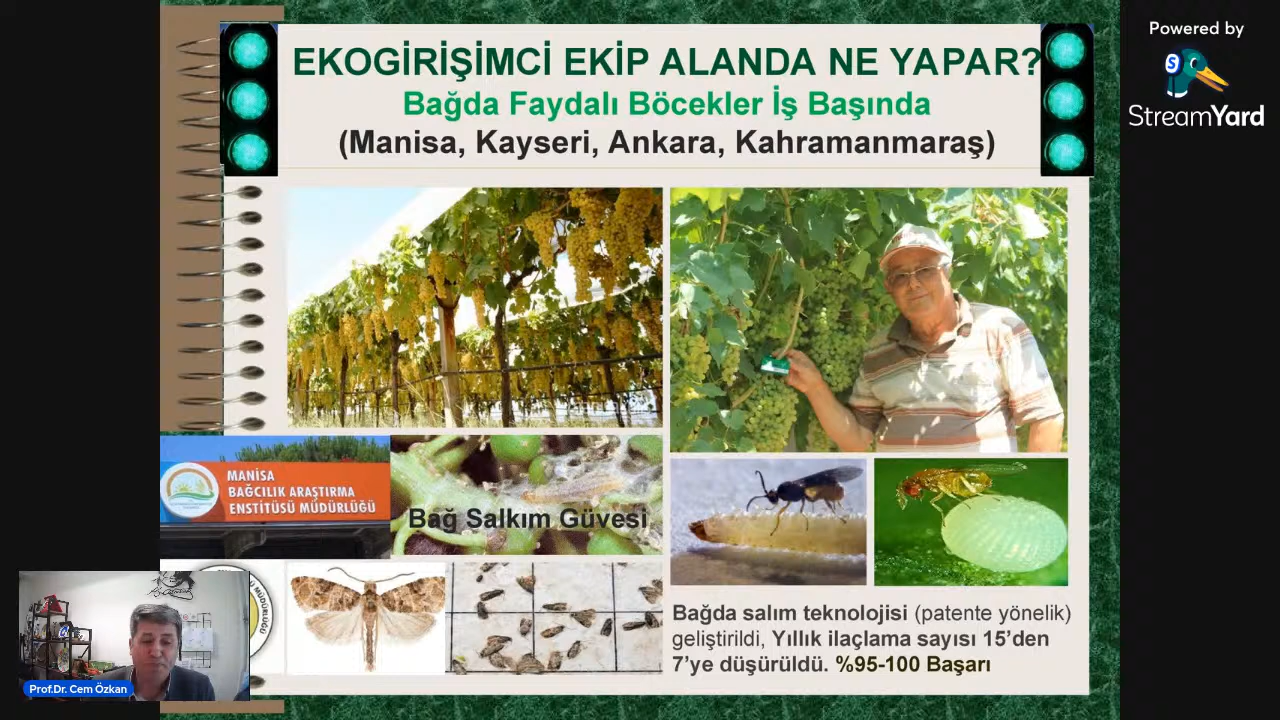 Powered by
StreamYard
EKOGİRİŞİMCİ EKİP ALANDA NE YAPAR?
Bağda Faydalı Böcekler İş Başında
(Manisa, Kayseri, Ankara, Kahramanmaraş)
MANİSA
BAĞCILIK ARAŞTIRMA
ENSTİTÜSÜ MÜDÜRLÜĞÜ
Bağ Salkım Güvesi
Bağda salım teknolojisi (patente yönelik)
geliştirildi, Yıllık ilaçlama sayısı 15'den
7'ye düşürüldü. %95-100 Başarı
Prof.Dr. Cem Özkan